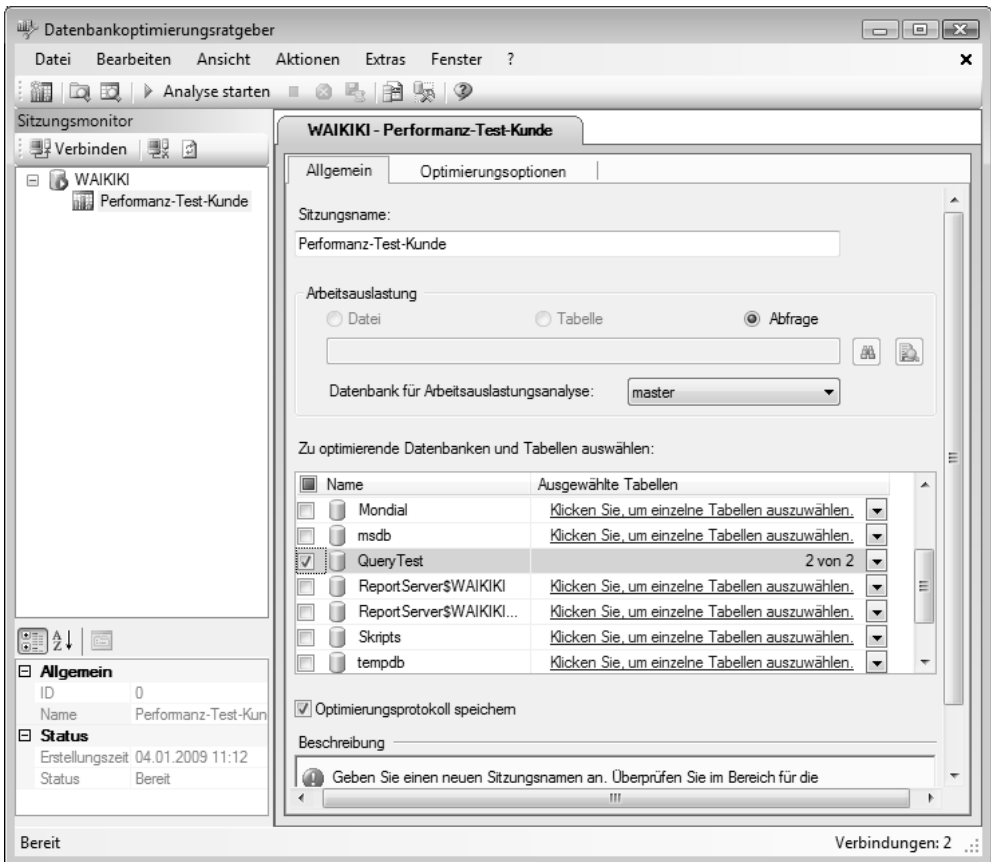 Datenbankoptimierungsratgeber
Datei Bearbeiten Ansicht Aktionen Extras Fenster ?
Analyse starten
Sitzungsmonitor
Verbinden
WAIKIKI
Performanz-Test-Kunde
WAIKIKI - Performanz-Test-Kunde
Allgemein Optimierungsoptionen
Sitzungsname:
Performanz-Test-Kunde
Arbeitsauslastung
Datei Tabelle Abfrage
Datenbank für Arbeitsauslastungsanalyse: master
Zu optimierende Datenbanken und Tabellen auswählen:
Name Ausgewählte Tabellen
Mondial Klicken Sie, um einzelne Tabellen auszuwählen.
msdb Klicken Sie, um einzelne Tabellen auszuwählen.
QueryTest 2 von 2
ReportServer$WAIKIKI Klicken Sie, um einzelne Tabellen auszuwählen.
ReportServer$WAIKIKI... Klicken Sie, um einzelne Tabellen auszuwählen.
Skripts Klicken Sie, um einzelne Tabellen auszuwählen.
tempdb Klicken Sie, um einzelne Tabellen auszuwählen.
Optimierungsprotokoll speichern
Beschreibung
Geben Sie einen neuen Sitzungsnamen an. Überprüfen Sie im Bereich für die
Allgemein
ID 0
Name Performanz-Test-Kun
Status
Erstellungszeit 04.01.2009 11:12
Status Bereit
Bereit Verbindungen: 2